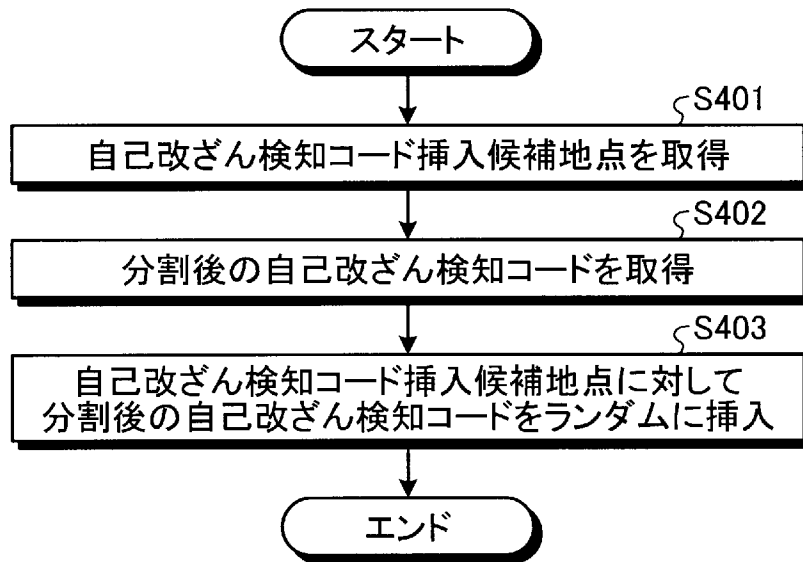 スタート
S401
自己改ざん検知コード挿入候補地点を取得
S402
分割後の自己改ざん検知コードを取得
S403
自己改ざん検知コード挿入候補地点に対して
分割後の自己改ざん検知コードをランダムに挿入
エンド